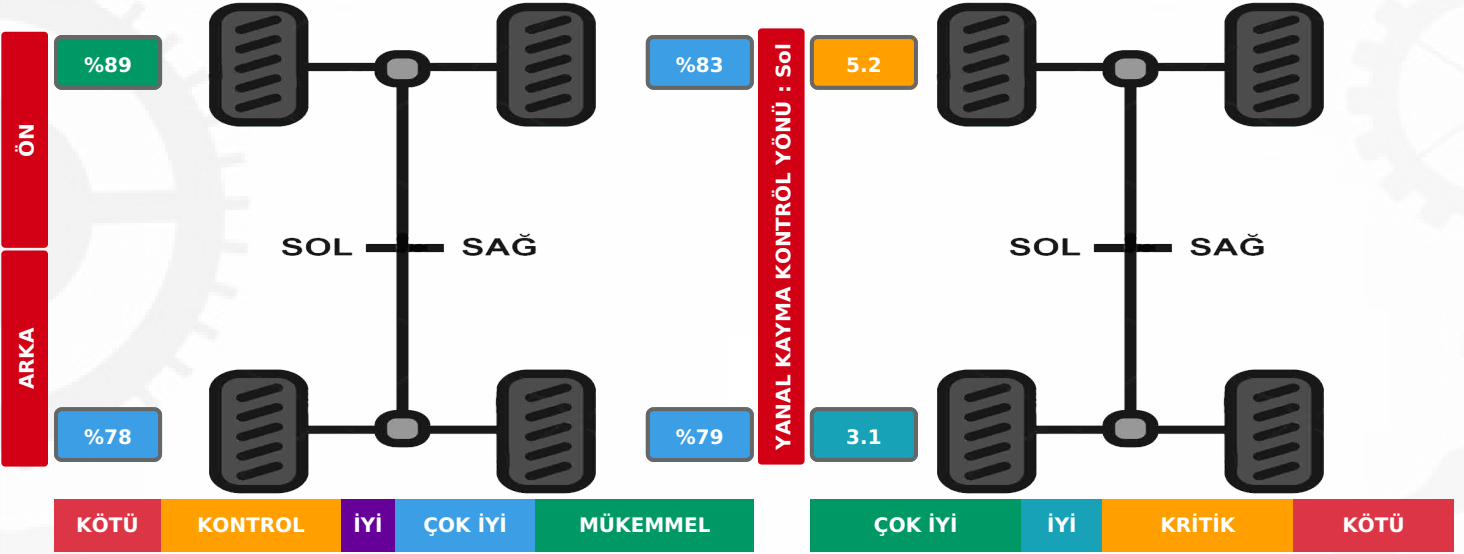 ÖN
%89
%83
SOL
SAĞ
ARKA
%78
%79
KÖTÜ
KONTROL
İYİ
ÇOK İYİ
MÜKEMMEL
YANAL KAYMA KONTRÖL YÖNÜ : Sol
5.2
SOL
SAĞ
3.1
ÇOK İYİ
İYİ
KRİTİK
KÖTÜ